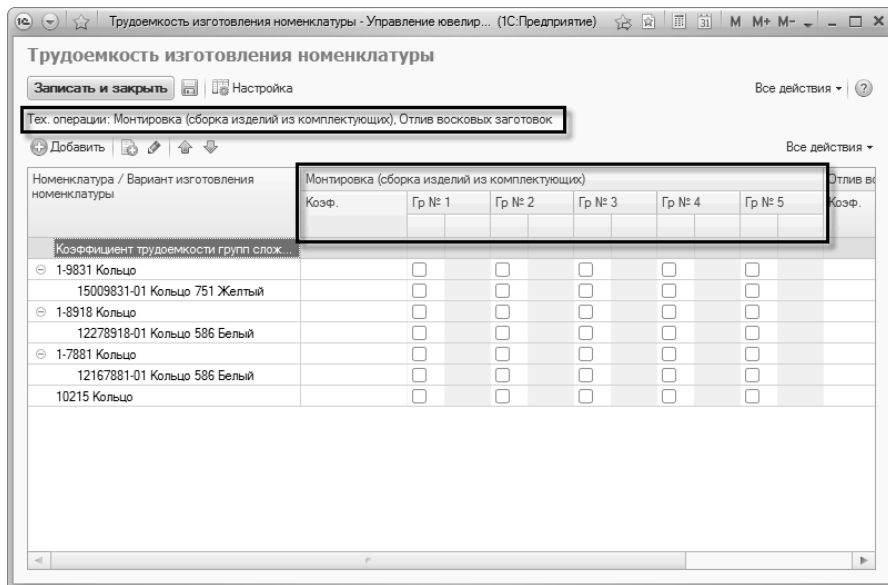 Трудоемкость изготовления номенклатуры - Управление ювелир... (1С:Предприятие) 31 M M+ M-
Трудоемкость изготовления номенклатуры
Записать и закрыть Настройка Все действия
Тех. операции: Монтировка (сборка изделий из комплектующих), Отлив восковых заготовок
Добавить Все действия
Номенклатура / Вариант изготовления номенклатуры Монтировка (сборка изделий из комплектующих) Отлив во
Коэф. Гр № 1 Гр № 2 Гр № 3 Гр № 4 Гр № 5 Коэф.
Коэффициент трудоемкости групп слож...
1-9831 Кольцо
15009831-01 Кольцо 751 Желтый
1-8918 Кольцо
12278918-01 Кольцо 586 Белый
1-7881 Кольцо
12167881-01 Кольцо 586 Белый
10215 Кольцо